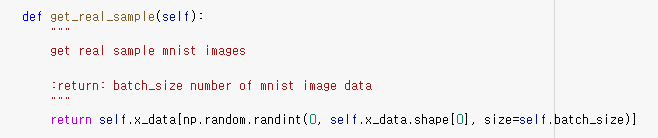 def get_real_sample(self):
"""
get real sample mnist images
:return: batch_size number of mnist image data
"""
return self.x_data[np.random.randint(0, self.x_data.shape[0], size=self.batch_size)]